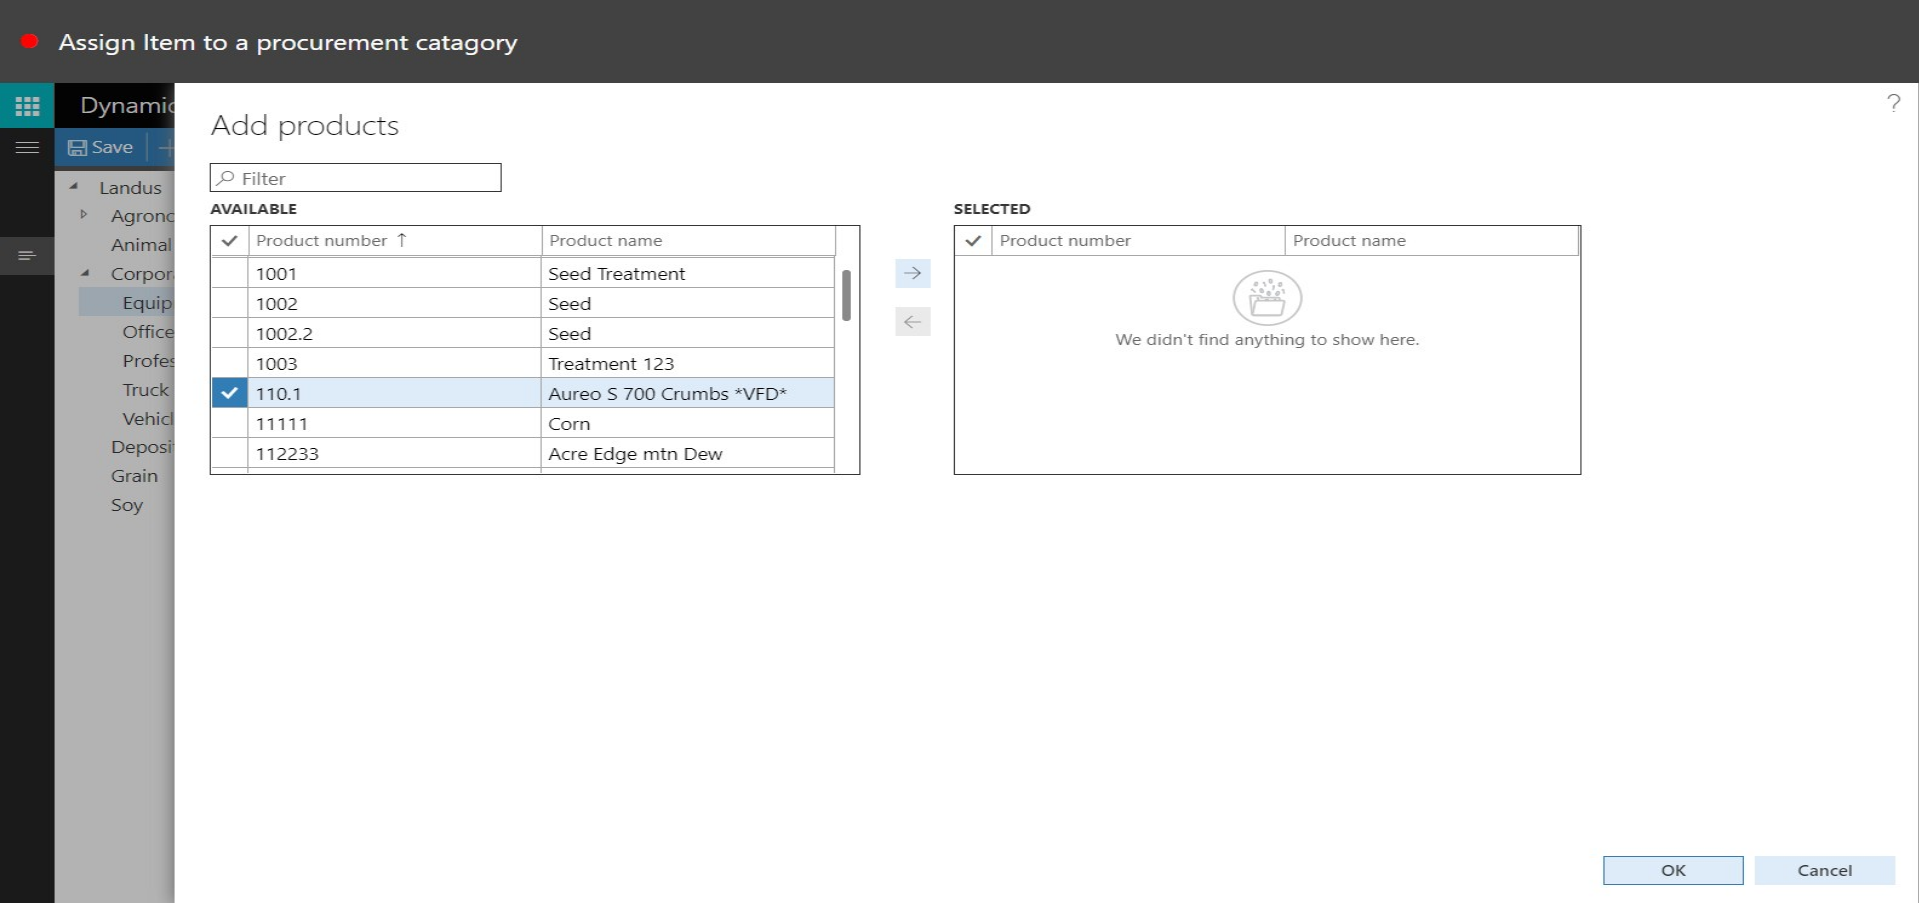 Assign Item to a procurement catagory
Dynamic
Save
Landus
Agrono
Animal
Corpor
Equip
Office
Profes
Truck
Vehicl
Deposi
Grain
Soy
Add products
?
Filter
AVAILABLE
Product number ↑ Product name
1001 Seed Treatment
1002 Seed
1002.2 Seed
1003 Treatment 123
110.1 Aureo S 700 Crumbs *VFD*
11111 Corn
112233 Acre Edge mtn Dew
SELECTED
Product number Product name
We didn't find anything to show here.
OK Cancel